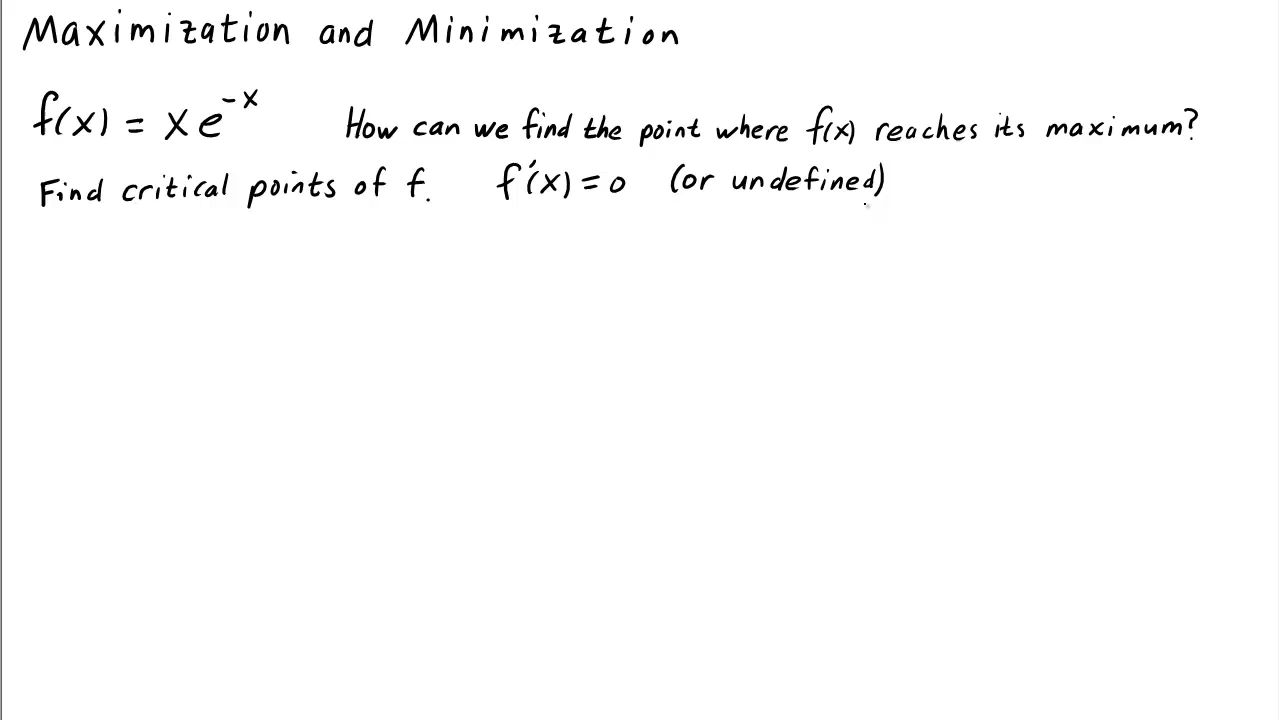 Maximization and Minimization
f(x) = xe^{-x} How can we find the point where f(x) reaches its maximum?
Find critical points of f. f'(x) = 0 (or undefined)